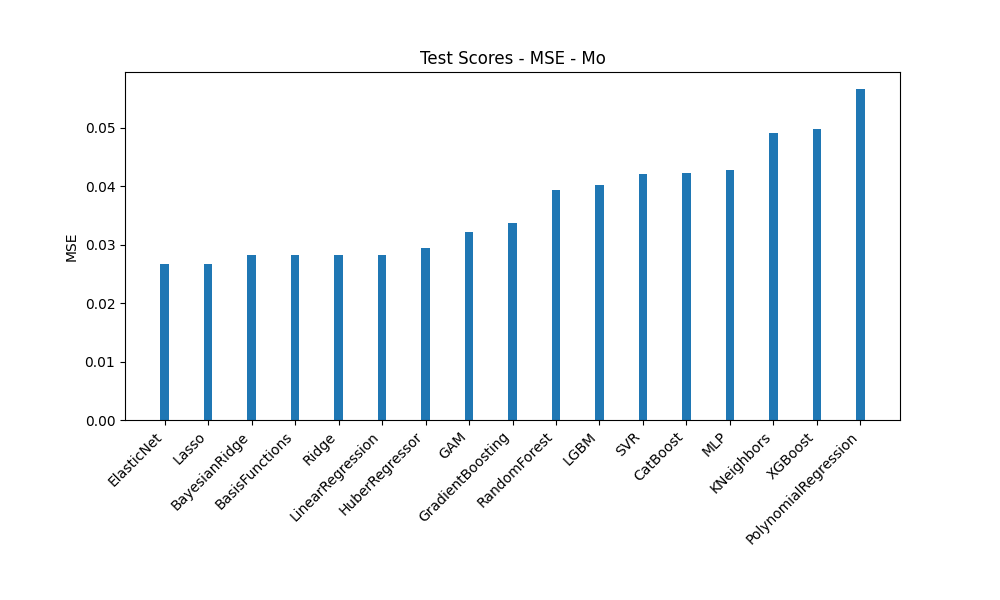 Test Scores - MSE - Mo
MSE
0.05
0.04
0.03
0.02
0.01
0.00
ElasticNet
Lasso
BayesianRidge
BasisFunctions
Ridge
LinearRegression
HuberRegressor
GAM
GradientBoosting
RandomForest
LGBM
SVR
CatBoost
MLP
KNeighbors
XGBoost
PolynomialRegression